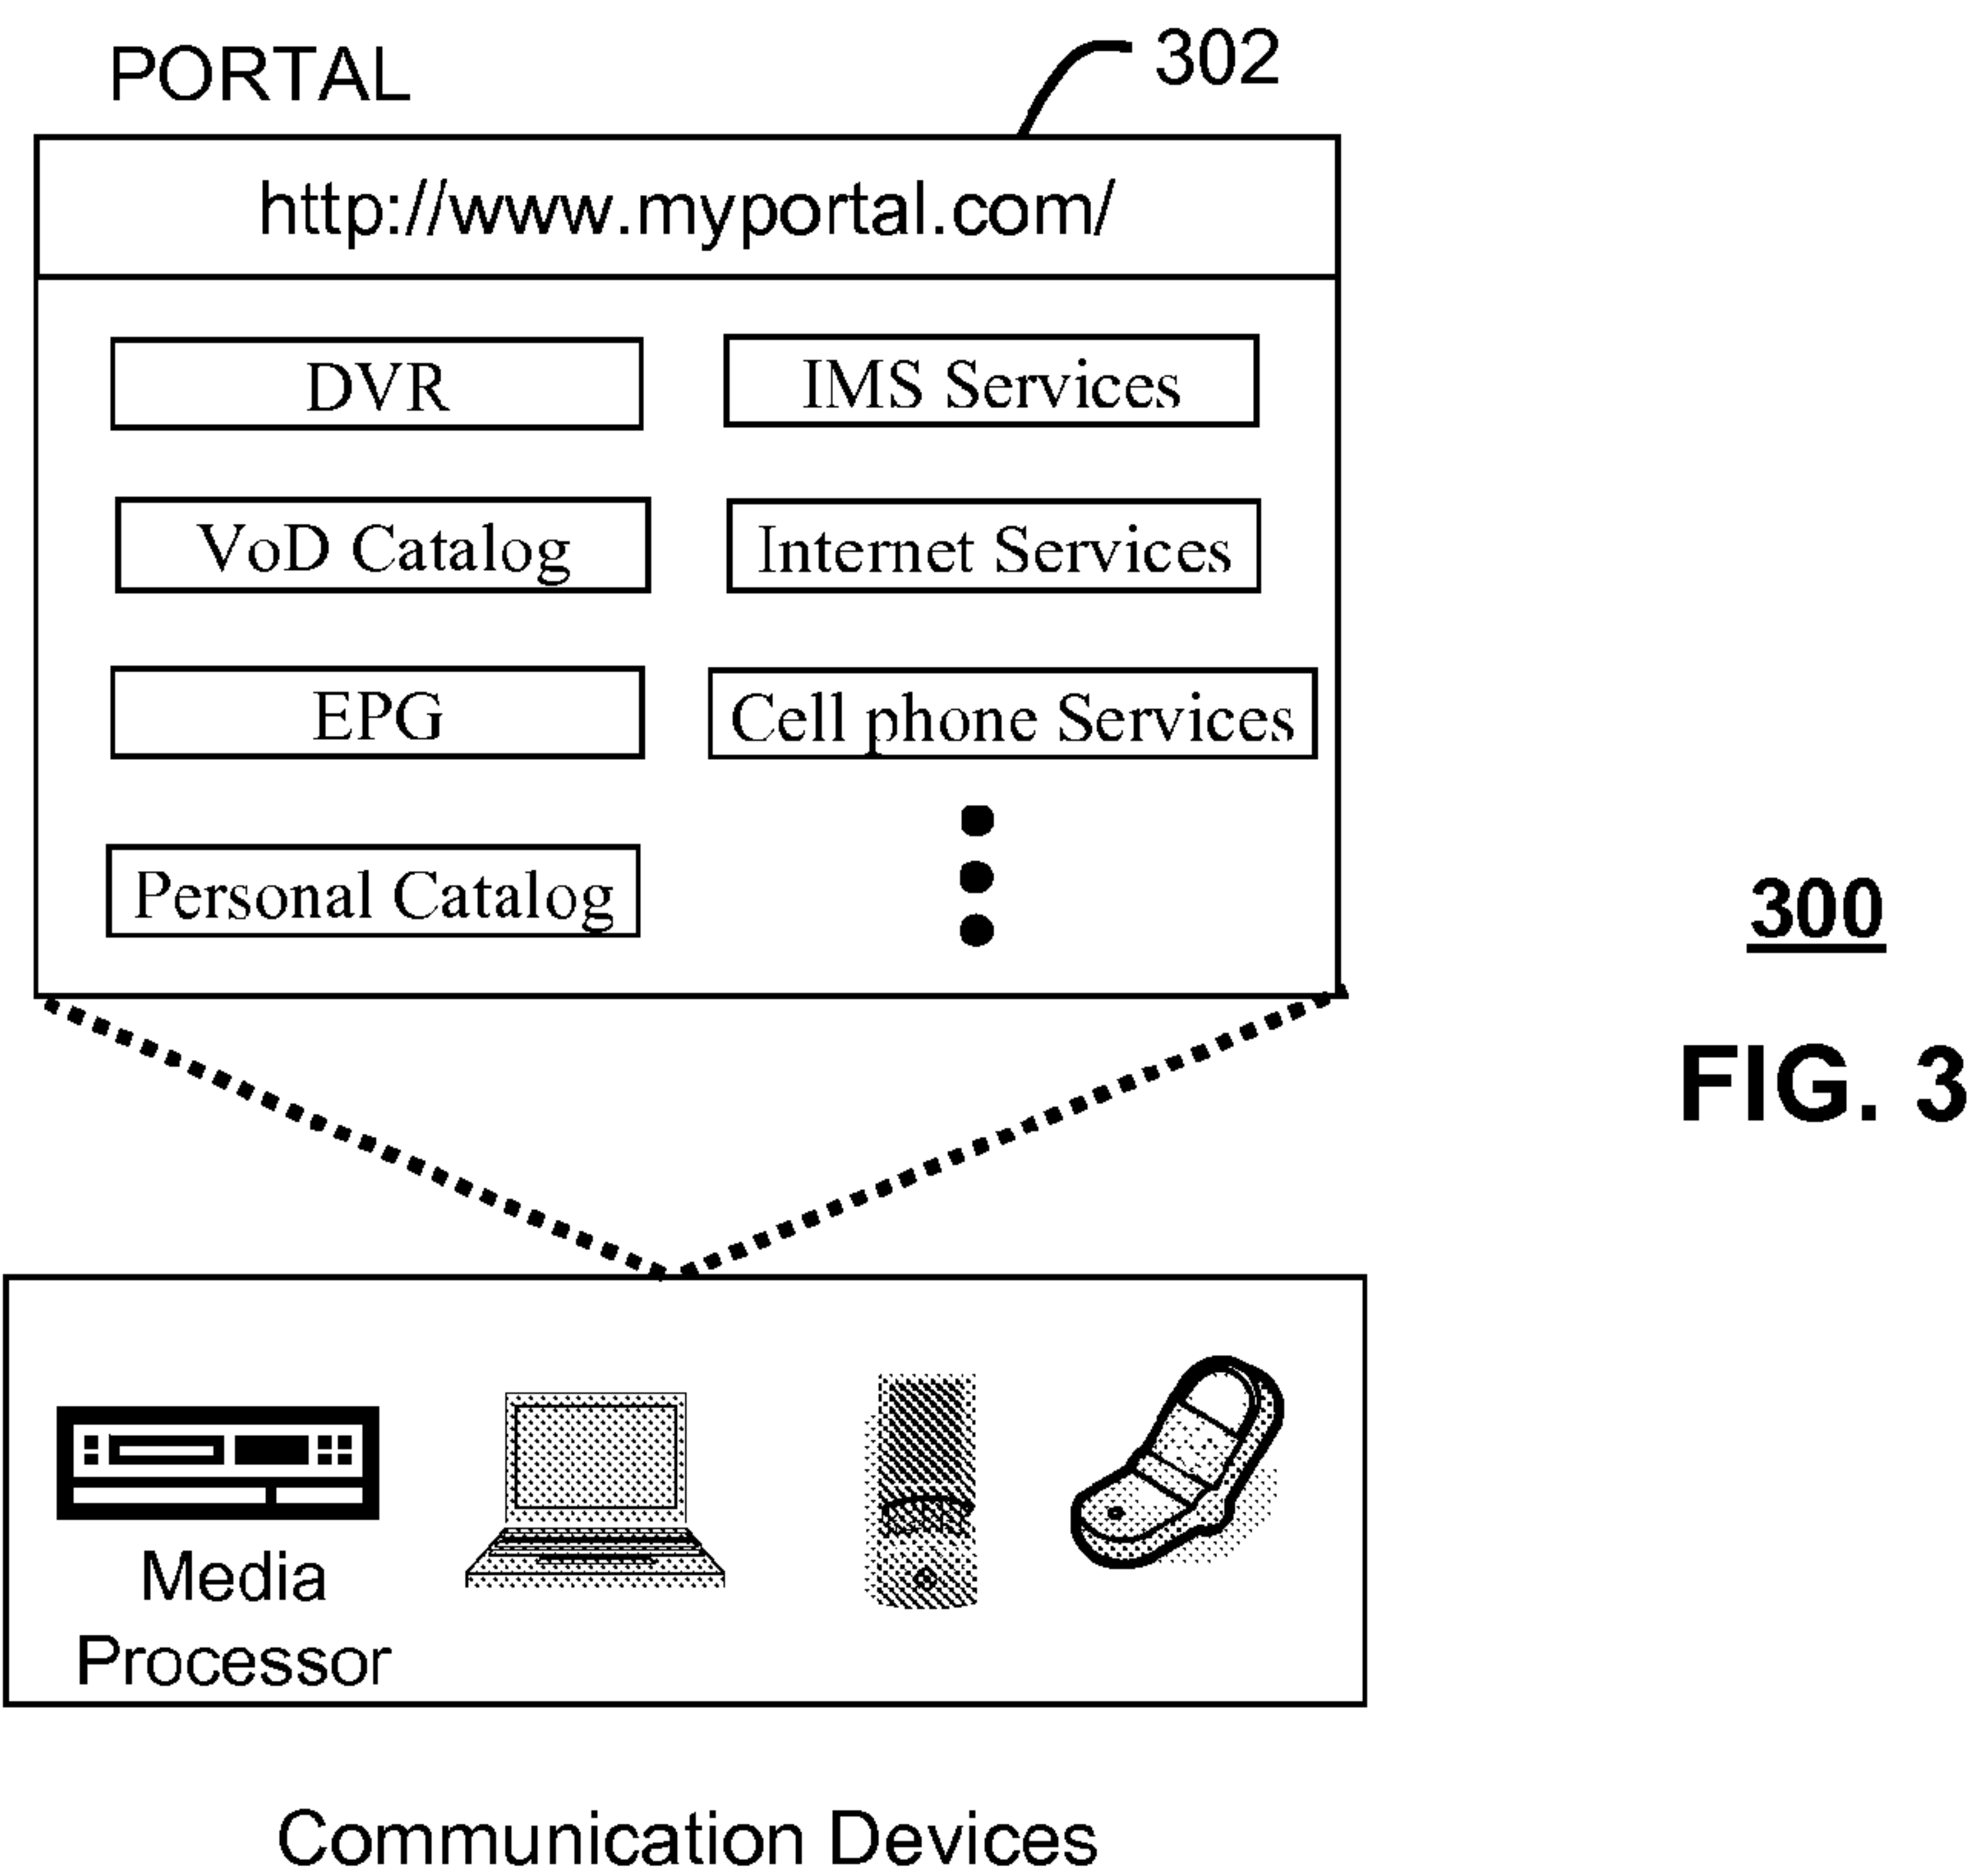 PORTAL
302
http://www.myportal.com/
DVR
IMS Services
VoD Catalog
Internet Services
EPG
Cell phone Services
Personal Catalog
300
FIG. 3
Media
Processor
Communication Devices